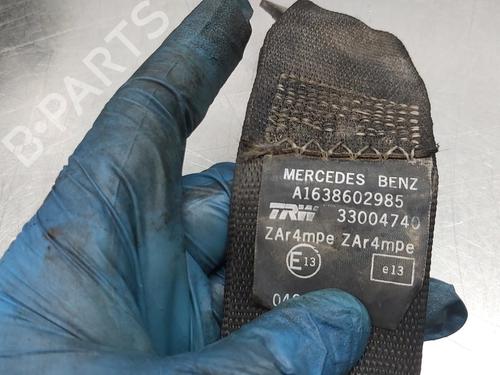 B-PARTS
MERCEDES BENZ
A1638602985
TRW 33004740
ZAr4mpe ZAr4mpe
E13 e13